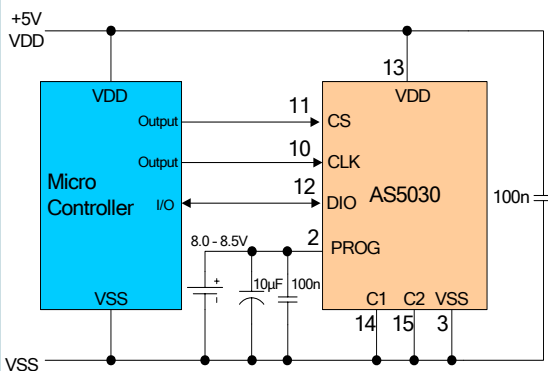 +5V
VDD
13
VDD
VDD
Output
11
CS
Output
10
CLK
Micro
Controller
I/O
12
DIO
AS5030
100n
8.0 - 8.5V
2
PROG
+
-
10µF
100n
VSS
C1
C2
VSS
14
15
3
VSS